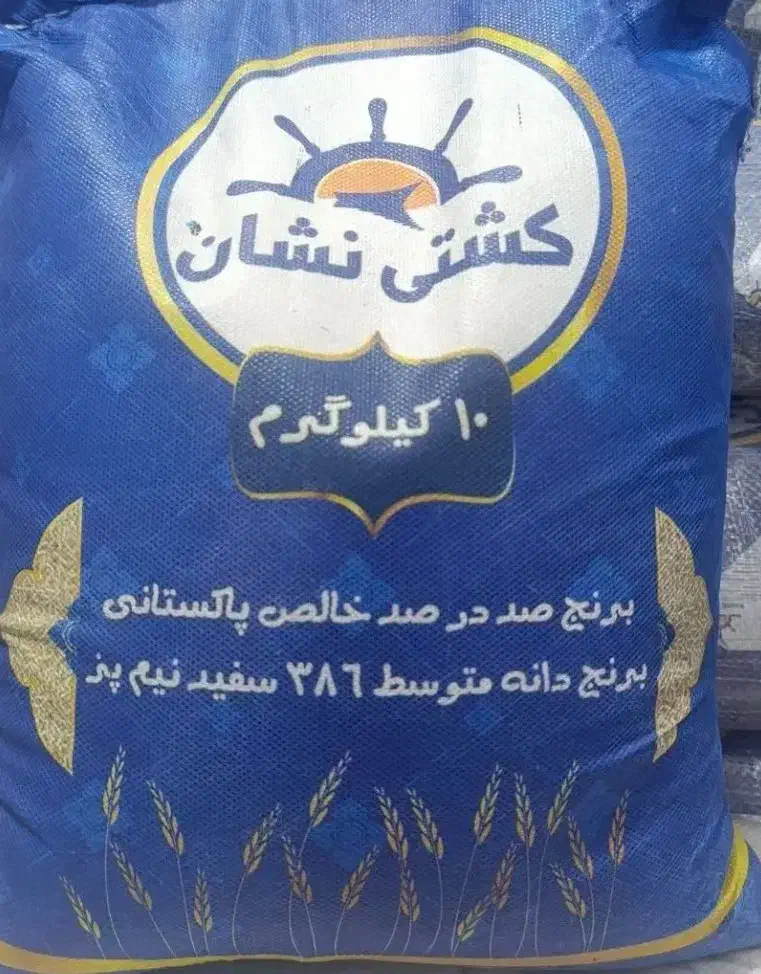 کشتی نشان
۱۰ کیلوگرم
برنج صد در صد خالص پاکستانی
برنج دانه متوسط ۳۸۶ سفید نیم پز